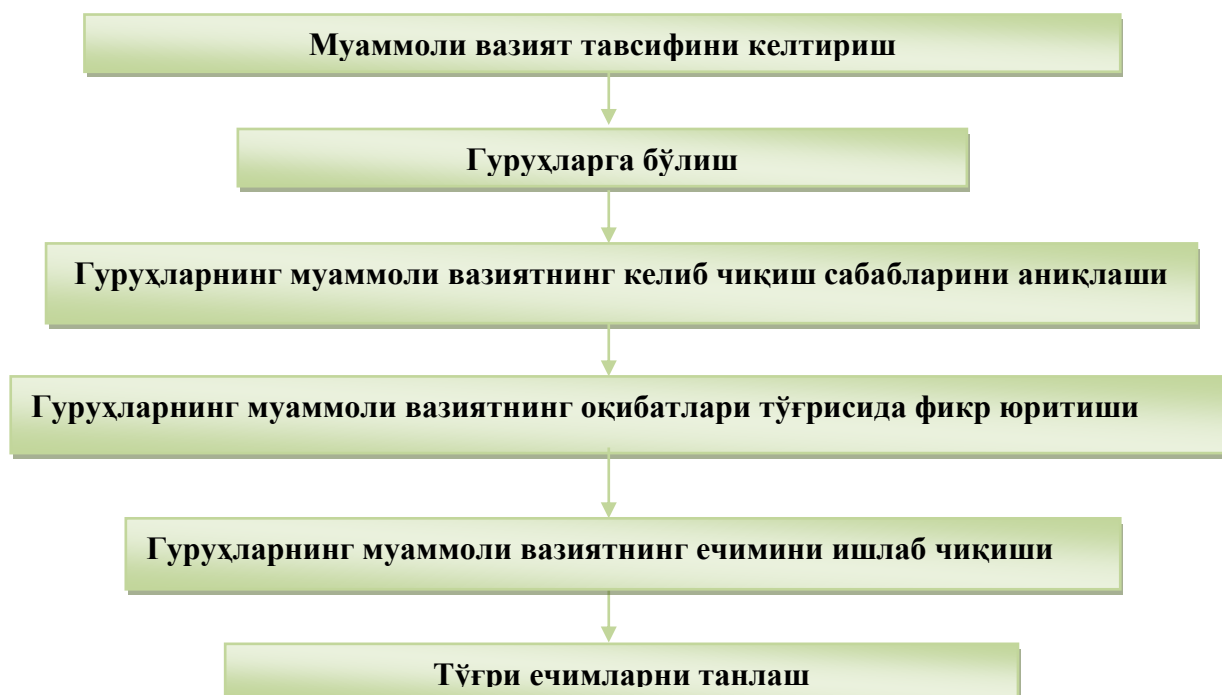 Муаммоли вазият тавсифини келтириш
Гуруҳларга бўлиш
Гуруҳларнинг муаммоли вазиятнинг келиб чиқиш сабабларини аниқлаши
Гуруҳларнинг муаммоли вазиятнинг оқибатлари тўғрисида фикр юритиши
Гуруҳларнинг муаммоли вазиятнинг ечимини ишлаб чиқиши
Тўғри ечимларни танлаш